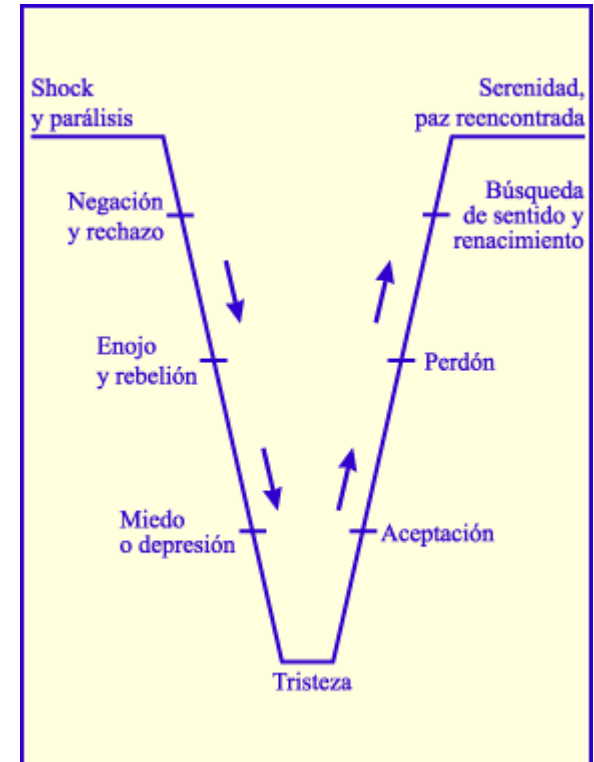 Shock
y parálisis
Serenidad,
paz reencontrada
Negación
y rechazo
Búsqueda
de sentido y
renacimiento
Enojo
y rebelión
Perdón
Miedo
o depresión
Aceptación
Tristeza